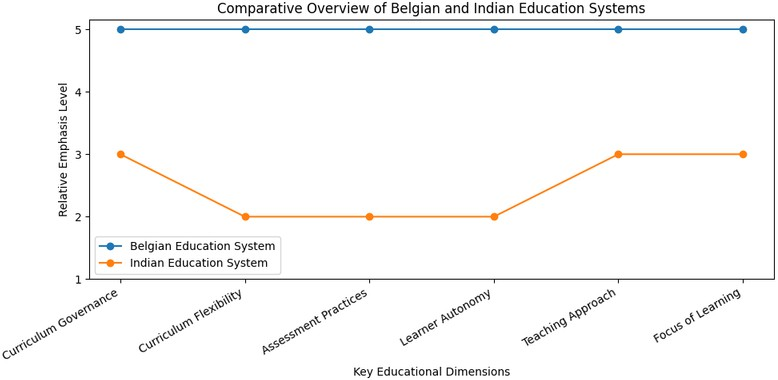 Comparative Overview of Belgian and Indian Education Systems
Relative Emphasis Level
5
4
3
2
1
Belgian Education System
Indian Education System
Curriculum Governance
Curriculum Flexibility
Assessment Practices
Learner Autonomy
Teaching Approach
Focus of Learning
Key Educational Dimensions